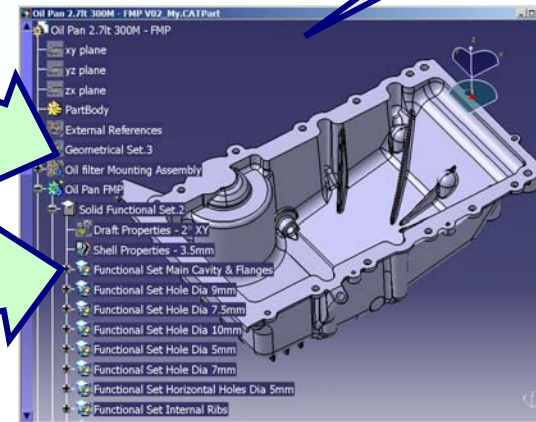 Oil Pan 2.7lt 300M - FMP V02_My.CATPart
Oil Pan 2.7lt 300M - FMP
xy plane
yz plane
zx plane
PartBody
External References
Geometrical Set.3
Oil filter Mounting Assembly
Oil Pan FMP
Solid Functional Set.2
Draft Properties - 2° XY
Shell Properties - 3.5mm
Functional Set Main Cavity & Flanges
Functional Set Hole Dia 9mm
Functional Set Hole Dia 7.5mm
Functional Set Hole Dia 10mm
Functional Set Hole Dia 5mm
Functional Set Hole Dia 7mm
Functional Set Horizontal Holes Dia 5mm
Functional Set Internal Ribs